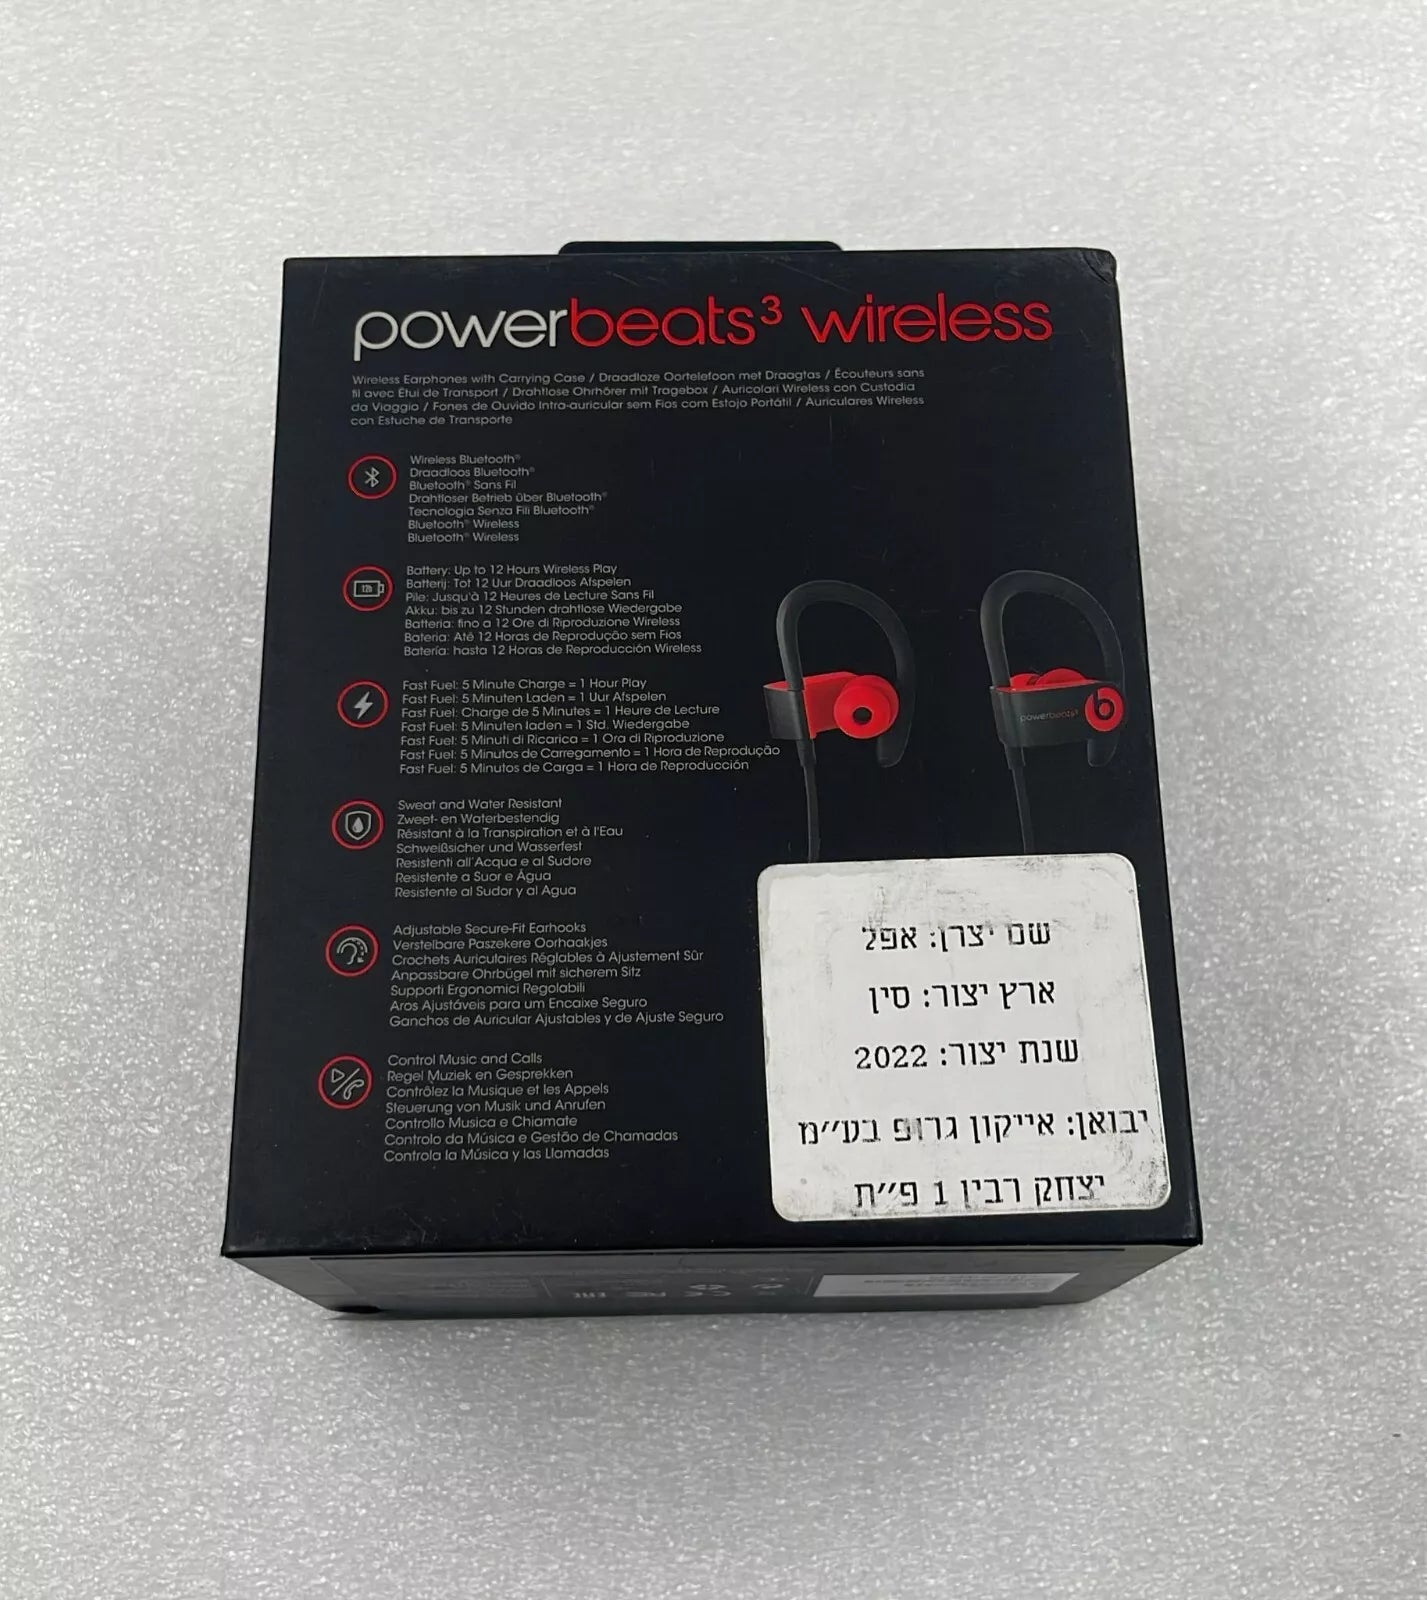 powerbeats³ wireless
Wireless Earphones with Carrying Case / Draadloze Oortelefoon met Draagtas / Écouteurs sans
fil avec Étui de Transport / Drahtlose Ohrhörer mit Tragebox / Auricolari Wireless con Custodia
da Viaggio / Fones de Ouvido Intra-auricular sem Fios com Estojo Portátil / Auriculares Wireless
con Estuche de Transporte
Wireless Bluetooth®
Draadloos Bluetooth®
Bluetooth® Sans Fil
Drahtloser Betrieb über Bluetooth®
Tecnologia Senza Fili Bluetooth®
Bluetooth® Wireless
Bluetooth® Wireless
12h
Battery: Up to 12 Hours Wireless Play
Batterij: Tot 12 Uur Draadloos Afspelen
Pile: Jusqu'à 12 Heures de Lecture Sans Fil
Akku: bis zu 12 Stunden drahtlose Wiedergabe
Batteria: fino a 12 Ore di Riproduzione Wireless
Bateria: Até 12 Horas de Reprodução sem Fios
Batería: hasta 12 Horas de Reproducción Wireless
Fast Fuel: 5 Minute Charge = 1 Hour Play
Fast Fuel: 5 Minuten Laden = 1 Uur Afspelen
Fast Fuel: Charge de 5 Minutes = 1 Heure de Lecture
Fast Fuel: 5 Minuten laden = 1 Std. Wiedergabe
Fast Fuel: 5 Minuti di Ricarica = 1 Ora di Riproduzione
Fast Fuel: 5 Minutos de Carregamento = 1 Hora de Reprodução
Fast Fuel: 5 Minutos de Carga = 1 Hora de Reproducción
Sweat and Water Resistant
Zweet- en Waterbestendig
Résistant à la Transpiration et à l'Eau
Schweißsicher und Wasserfest
Resistenti all'Acqua e al Sudore
Resistente a Suor e Água
Resistente al Sudor y al Agua
Adjustable Secure-Fit Earhooks
Verstelbare Paszekere Oorhaakjes
Crochets Auriculaires Réglables à Ajustement Sûr
Anpassbare Ohrbügel mit sicherem Sitz
Supporti Ergonomici Regolabili
Aros Ajustáveis para um Encaixe Seguro
Ganchos de Auricular Ajustables y de Ajuste Seguro
Control Music and Calls
Regel Muziek en Gesprekken
Contrôlez la Musique et les Appels
Steuerung von Musik und Anrufen
Controllo Musica e Chiamate
Controlo da Música e Gestão de Chamadas
Controla la Música y las Llamadas
powerbeats³
b
שם יצרן: אפל
ארץ יצור: סין
שנת יצור: 2022
יבואן: אייקון גרופ בע״מ
יצחק רבין 1 פ״ת